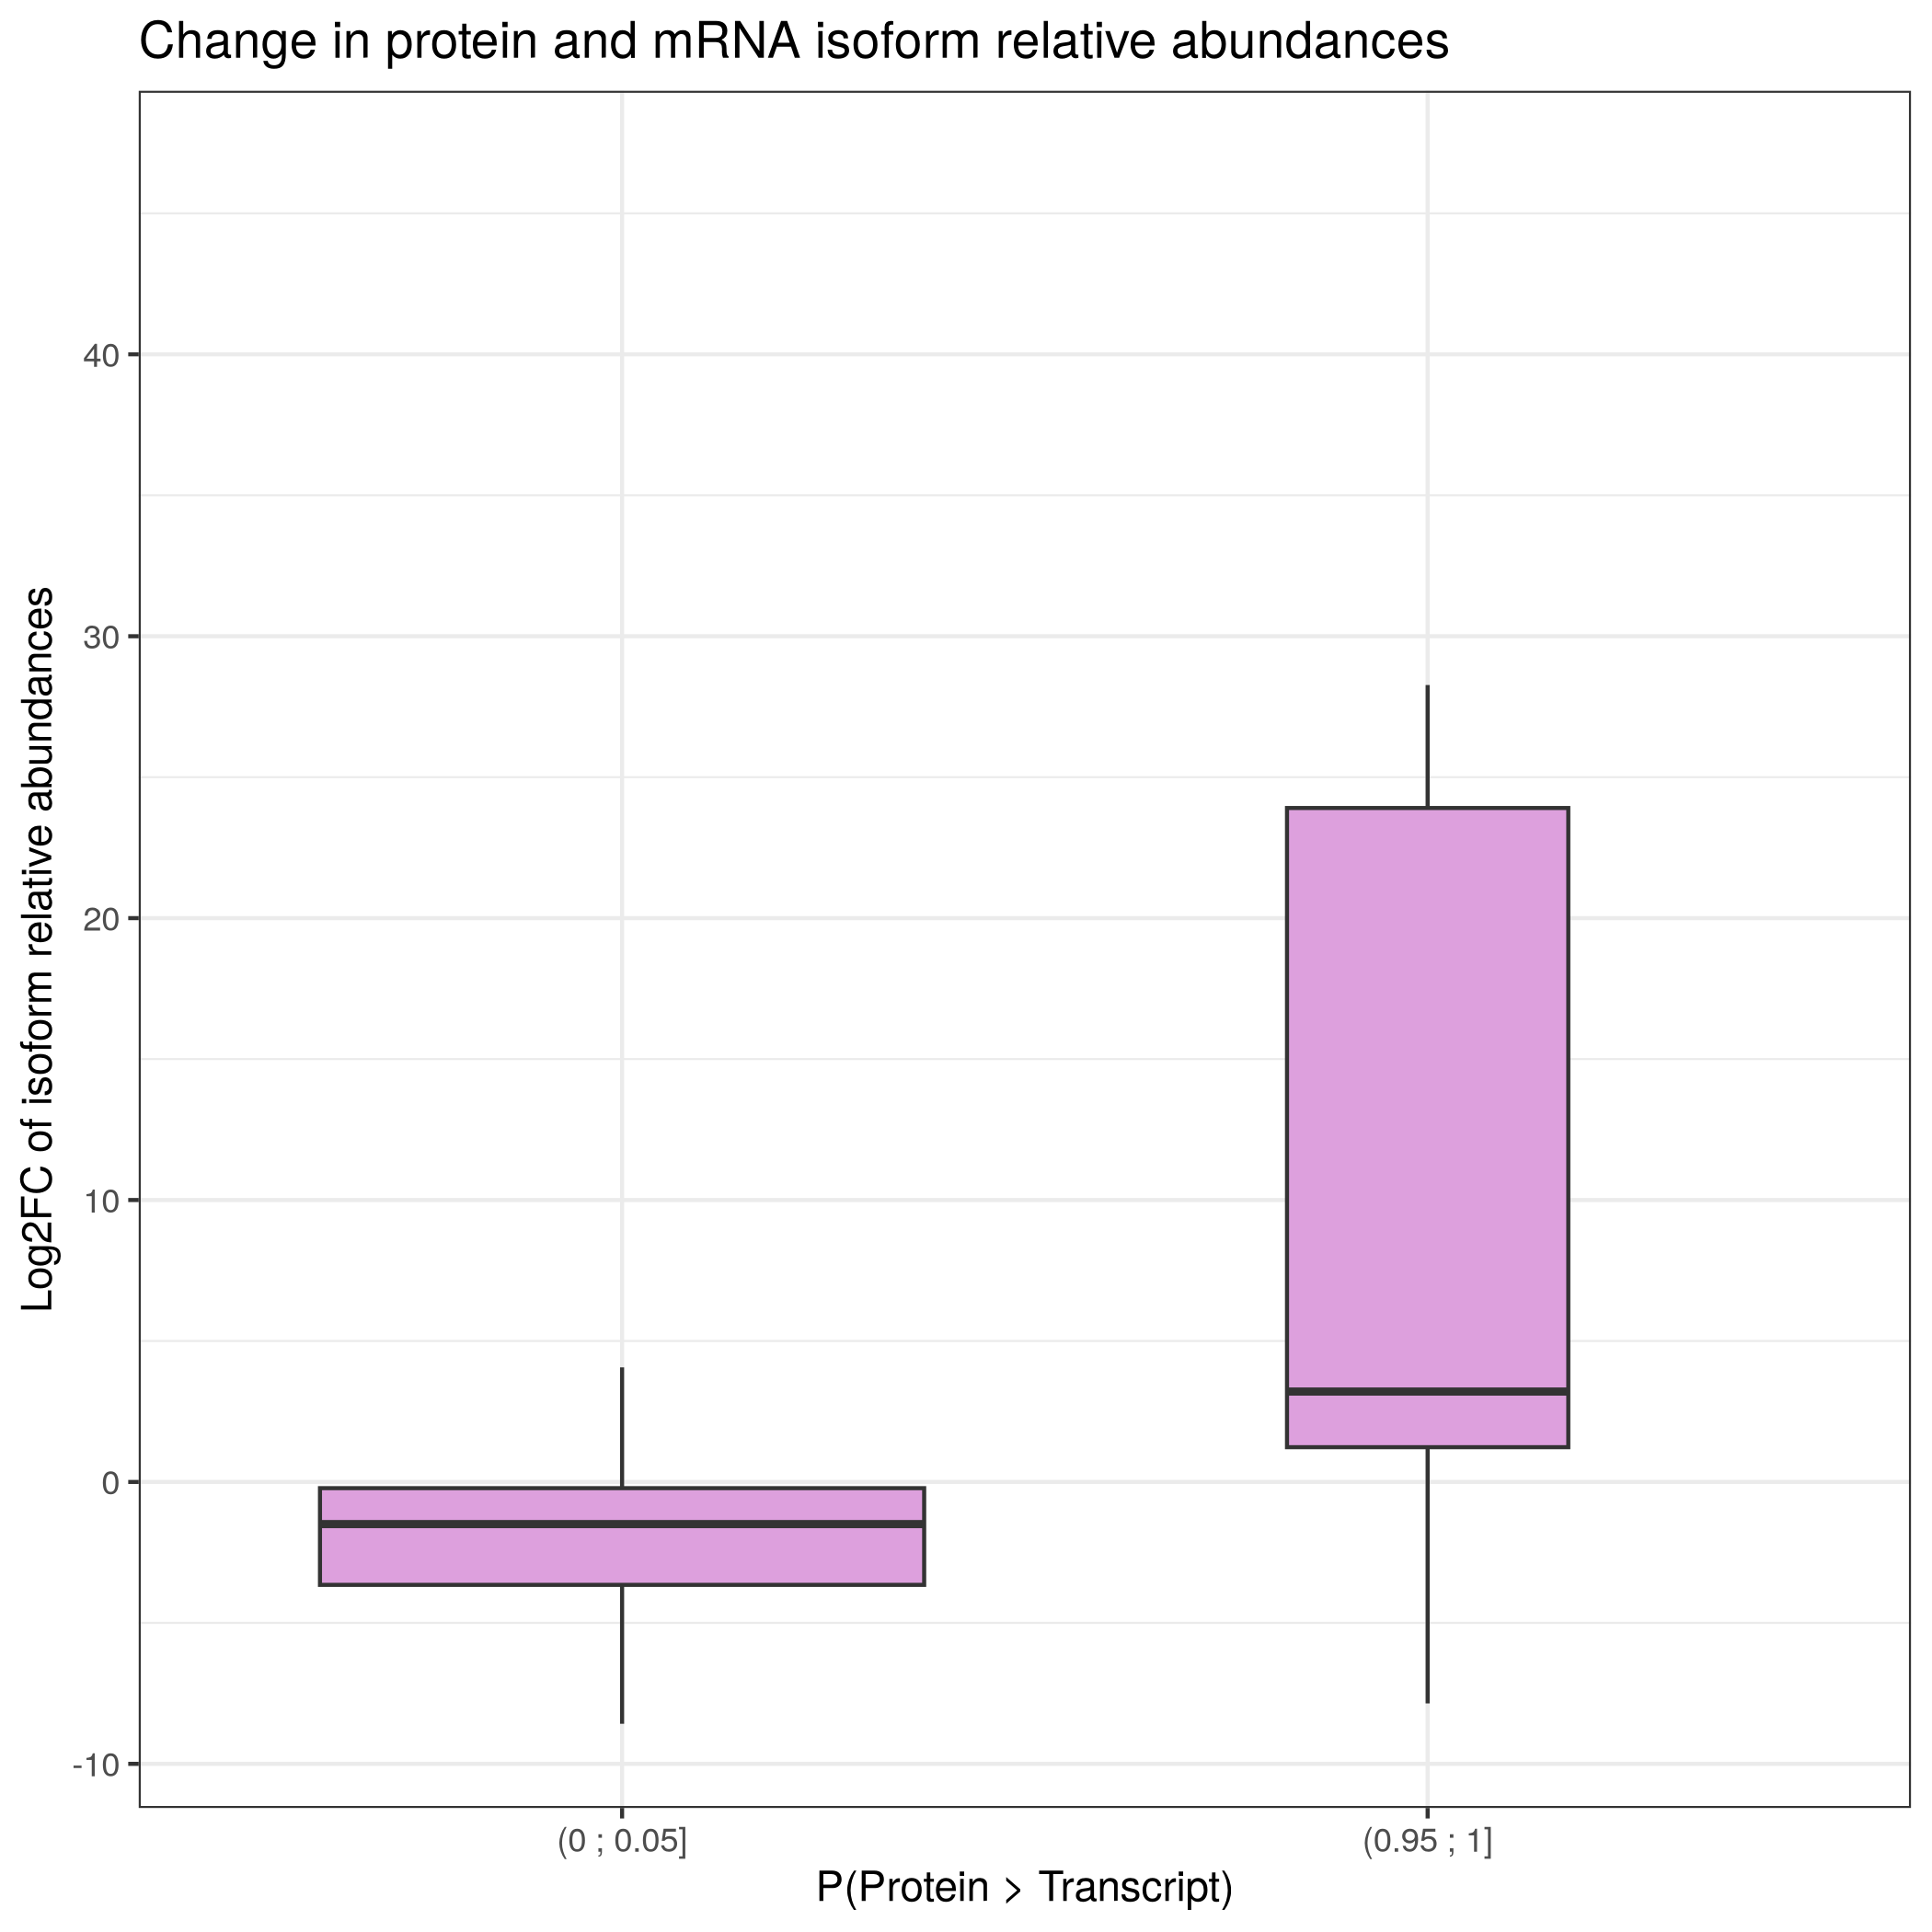 Change in protein and mRNA isoform relative abundances
Log2FC of isoform relative abundances
40
30
20
10
0
-10
(0 ; 0.05]
(0.95 ; 1]
P(Protein > Transcript)